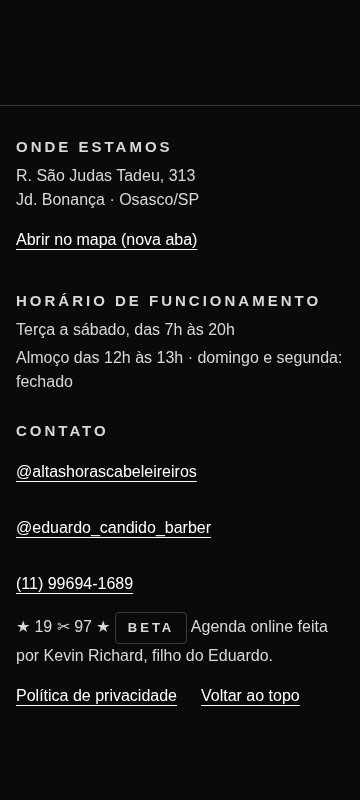 ONDE ESTAMOS
R. São Judas Tadeu, 313
Jd. Bonança · Osasco/SP
Abrir no mapa (nova aba)
HORÁRIO DE FUNCIONAMENTO
Terça a sábado, das 7h às 20h
Almoço das 12h às 13h · domingo e segunda:
fechado
CONTATO
@altashorascabeleireiros
@eduardo_candido_barber
(11) 99694-1689
★ 19 ✂ 97 ★ BETA Agenda online feita
por Kevin Richard, filho do Eduardo.
Política de privacidade Voltar ao topo